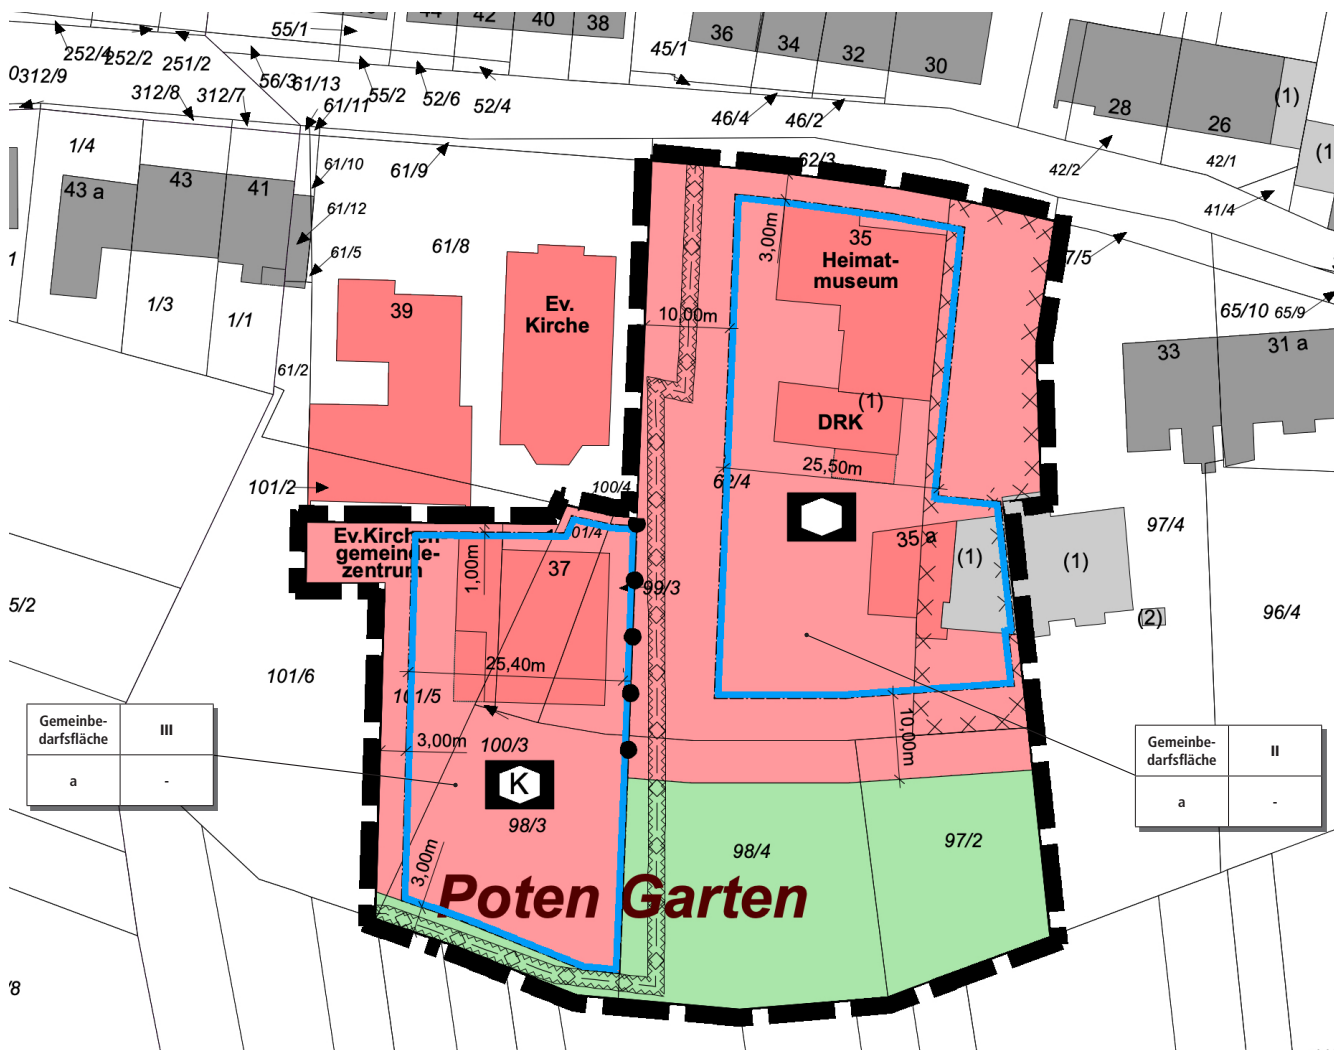 44
42
40
38
36
34
32
30
28
26
(1)
55/1
45/1
252/4
252/2
251/2
56/3
61/13
55/2
52/6
52/4
312/9
312/8
312/7
61/11
46/4
46/2
42/2
42/1
41/4
1/4
43 a
43
41
61/10
61/9
62/3
61/12
61/8
61/5
1/3
1/1
39
61/2
Ev.
Kirche
3,00m
35
Heimat-
museum
10,00m
(1)
DRK
25,50m
62/4
7/5
65/10
65/9
33
31 a
101/2
100/4
Ev.Kirchen
gemeinde-
zentrum
01/4
1,00m
37
99/3
35 a
(1)
(1)
(2)
97/4
96/4
5/2
101/6
25,40m
101/5
3,00m
100/3
K
98/3
3,00m
10,00m
98/4
97/2
Poten Garten
Gemeinbe-
darfsfläche
III
a
-
Gemeinbe-
darfsfläche
II
a
-